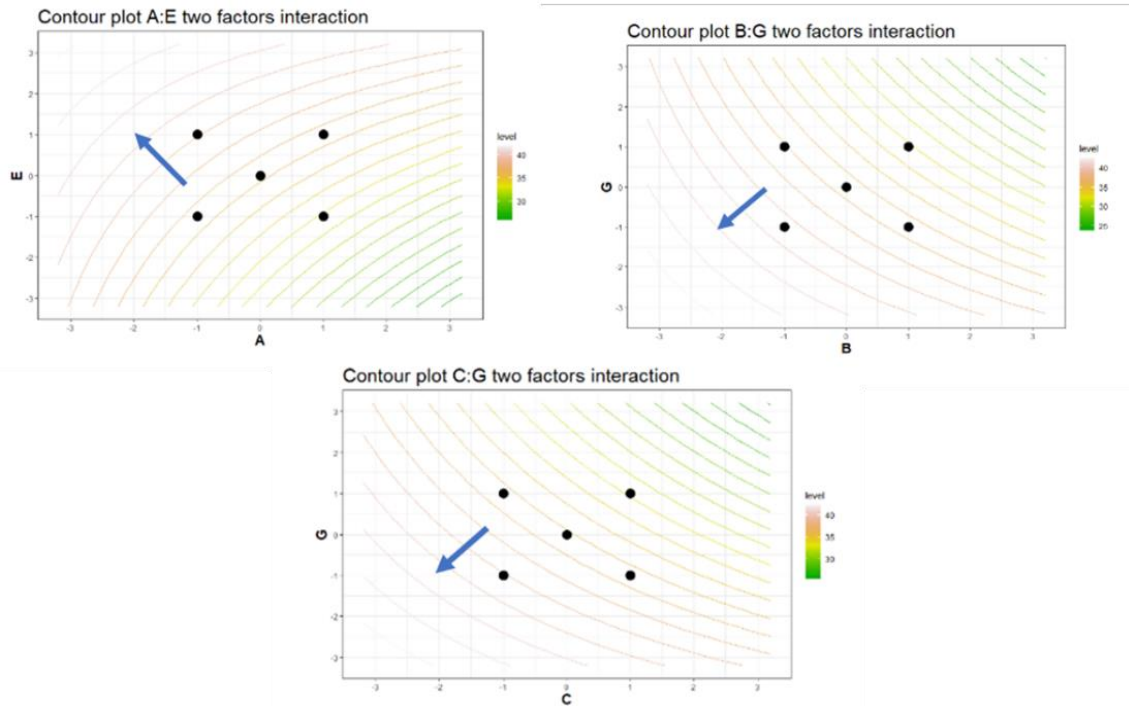 Contour plot A:E two factors interaction
3
2
1
0
-1
-2
-3
E
-3 -2 -1 0 1 2 3
A
level
40
35
30
Contour plot B:G two factors interaction
3
2
1
0
-1
-2
-3
G
-3 -2 -1 0 1 2 3
B
level
40
35
30
25
Contour plot C:G two factors interaction
3
2
1
0
-1
-2
-3
G
-3 -2 -1 0 1 2 3
C
level
40
35
30